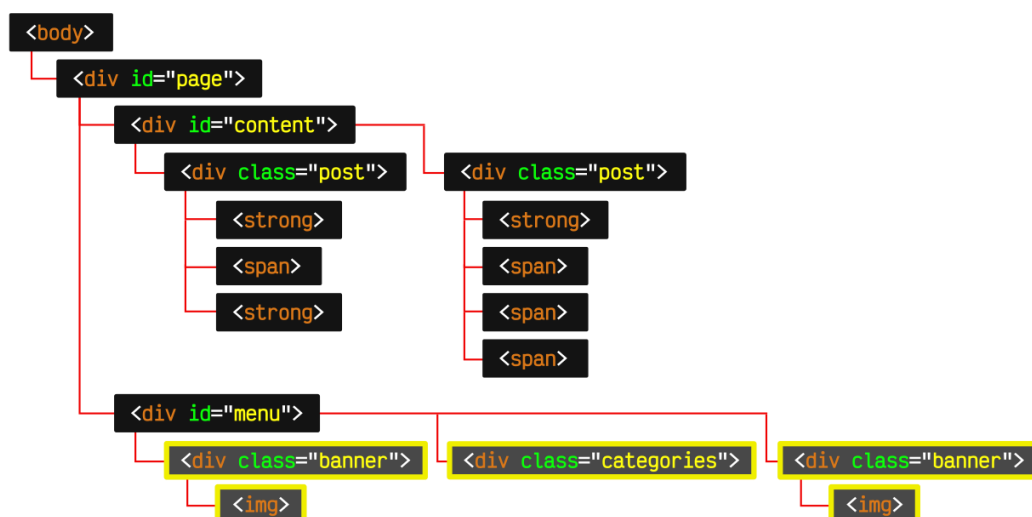 <body>
<div id="page">
<div id="content">
<div class="post"> <div class="post">
<strong> <strong>
<span> <span>
<strong> <span>
<span>
<div id="menu">
<div class="banner"> <div class="categories"> <div class="banner">
<img> <img>